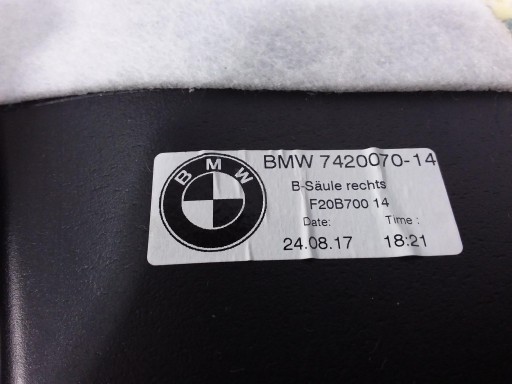 BMW
BMW 7420070-14
B-Säule rechts
F20B700 14
Date: Time :
24.08.17 18:21